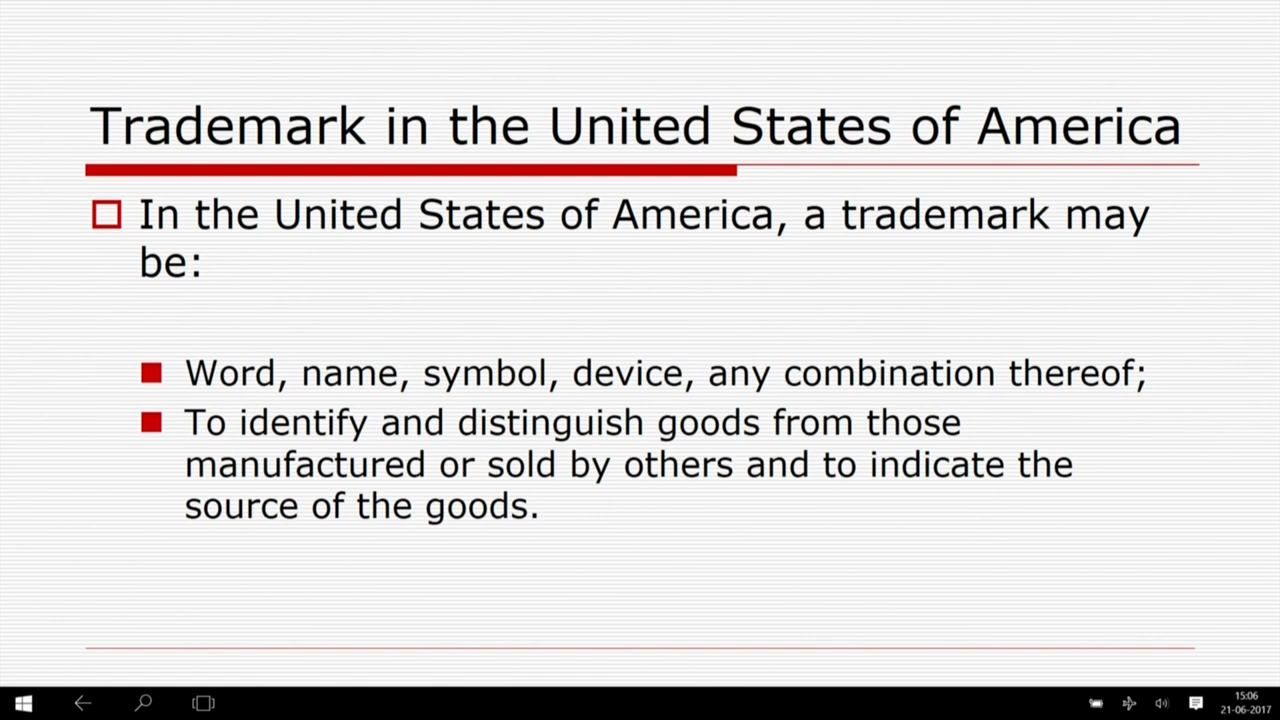 Trademark in the United States of America
In the United States of America, a trademark may
be:
Word, name, symbol, device, any combination thereof;
To identify and distinguish goods from those
manufactured or sold by others and to indicate the
source of the goods.
15:06
21-06-2017